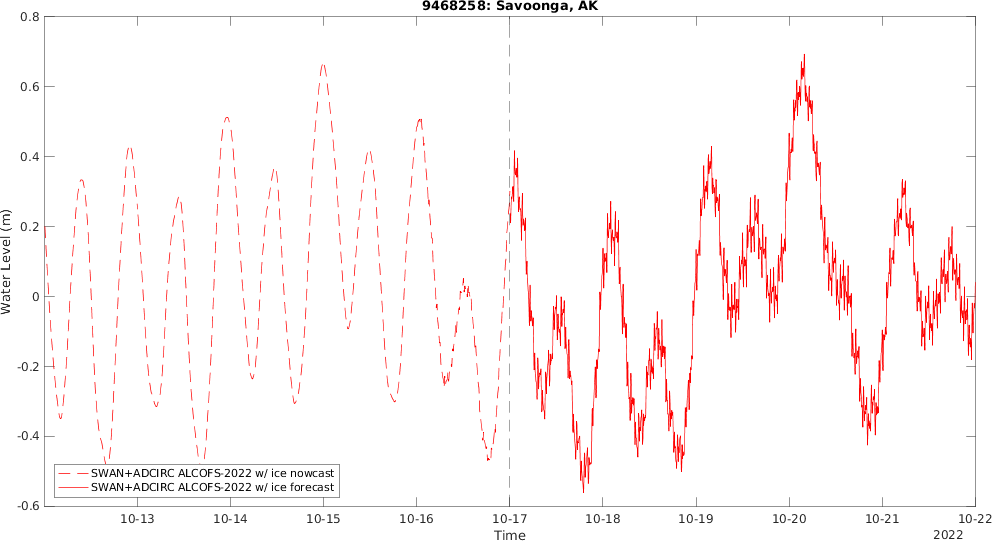 9468258: Savoonga, AK
Water Level (m)
0.8
0.6
0.4
0.2
0
-0.2
-0.4
-0.6
SWAN+ADCIRC ALCOFS-2022 w/ ice nowcast
SWAN+ADCIRC ALCOFS-2022 w/ ice forecast
10-13 10-14 10-15 10-16 10-17 10-18 10-19 10-20 10-21 10-22
Time
2022